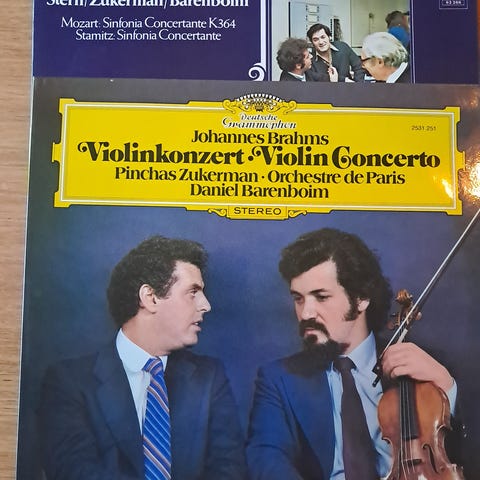 Stern/Zukerman/Barenboim
Mozart: Sinfonia Concertante K364
Stamitz: Sinfonia Concertante
Deutsche
Grammophon
2531 251
Johannes Brahms
Violinkonzert · Violin Concerto
Pinchas Zukerman · Orchestre de Paris
Daniel Barenboim
STEREO